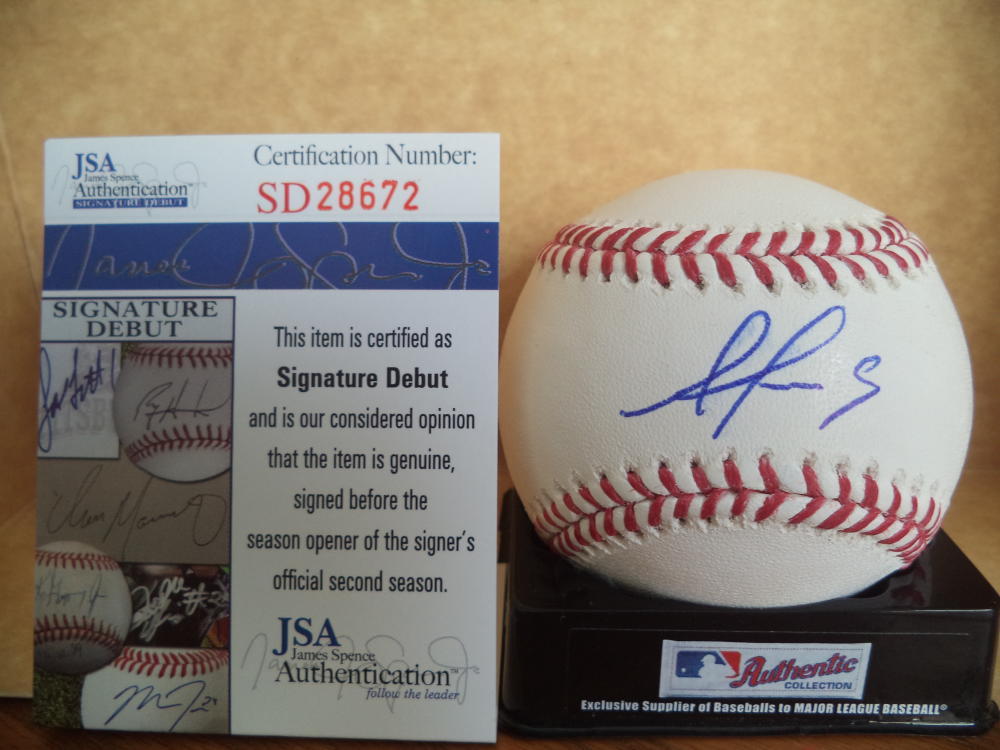 JSA
James Spence
Authentication™
SIGNATURE DEBUT
Certification Number:
SD28672
SIGNATURE
DEBUT
This item is certified as
Signature Debut
and is our considered opinion
that the item is genuine,
signed before the
season opener of the signer's
official second season.
JSA
James Spence
Authentication™
follow the leader
Authentic
COLLECTION
Exclusive Supplier of Baseballs to MAJOR LEAGUE BASEBALL®